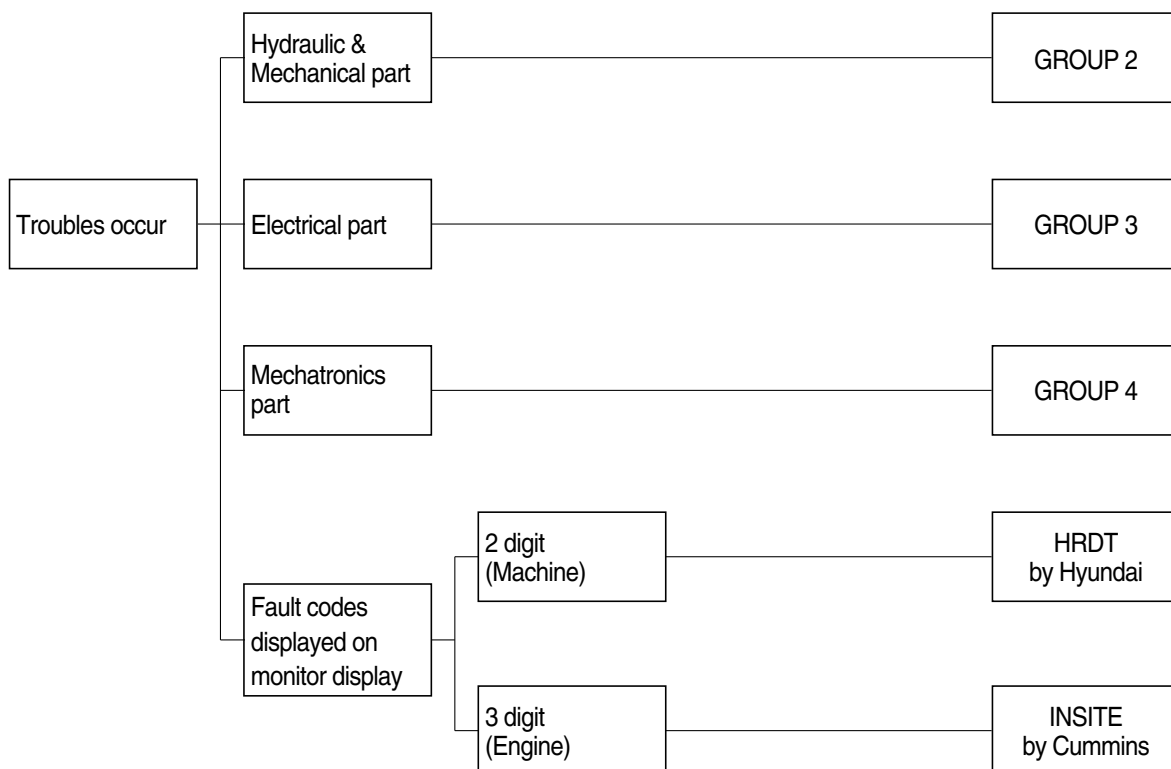 Hydraulic &
Mechanical part
GROUP 2
Troubles occur
Electrical part
GROUP 3
Mechatronics
part
GROUP 4
Fault codes
displayed on
monitor display
2 digit
(Machine)
HRDT
by Hyundai
3 digit
(Engine)
INSITE
by Cummins